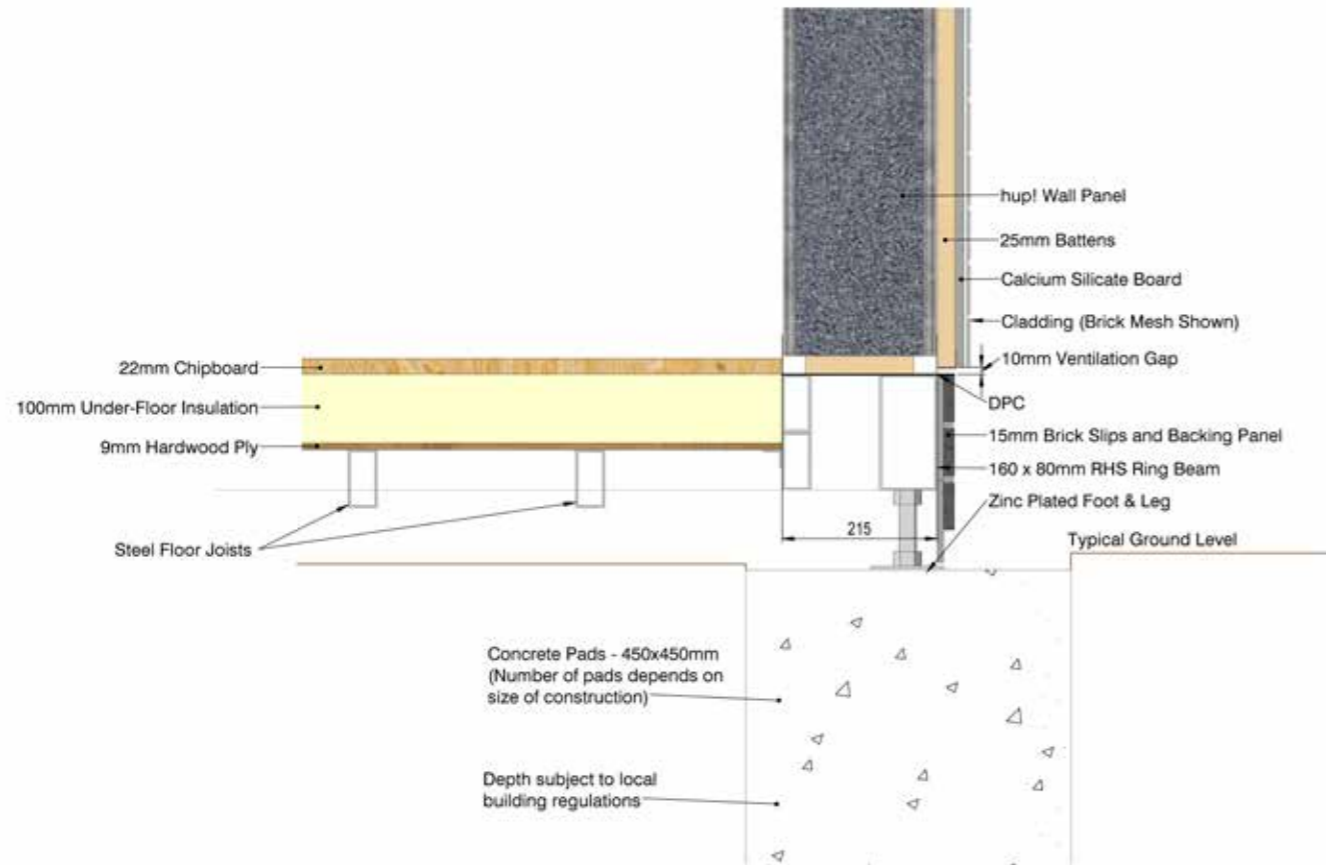 hup! Wall Panel
25mm Battens
Calcium Silicate Board
Cladding (Brick Mesh Shown)
22mm Chipboard
10mm Ventilation Gap
100mm Under-Floor Insulation
DPC
9mm Hardwood Ply
15mm Brick Slips and Backing Panel
160 x 80mm RHS Ring Beam
Zinc Plated Foot & Leg
215
Steel Floor Joists
Typical Ground Level
Concrete Pads - 450x450mm
(Number of pads depends on
size of construction)
Depth subject to local
building regulations